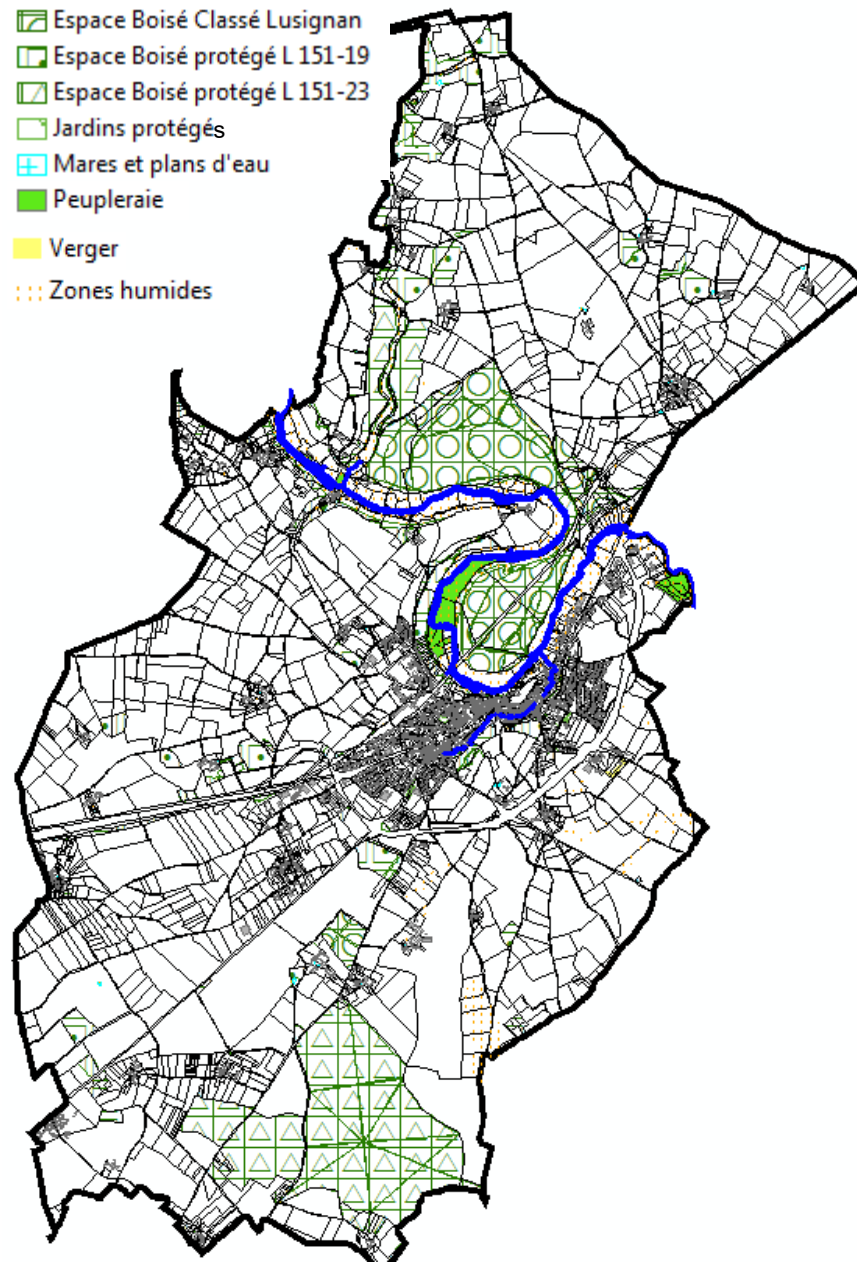 Espace Boisé Classé Lusignan
Espace Boisé protégé L 151-19
Espace Boisé protégé L 151-23
Jardins protégés
Mares et plans d'eau
Peupleraie
Verger
Zones humides